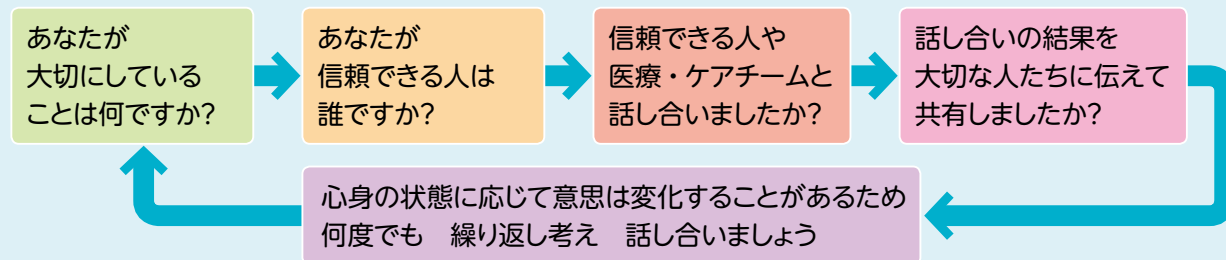 あなたが
大切にしている
ことは何ですか?
あなたが
信頼できる人は
誰ですか?
信頼できる人や
医療・ケアチームと
話し合いましたか?
話し合いの結果を
大切な人たちに伝えて
共有しましたか?
心身の状態に応じて意思は変化することがあるため
何度でも　繰り返し考え　話し合いましょう